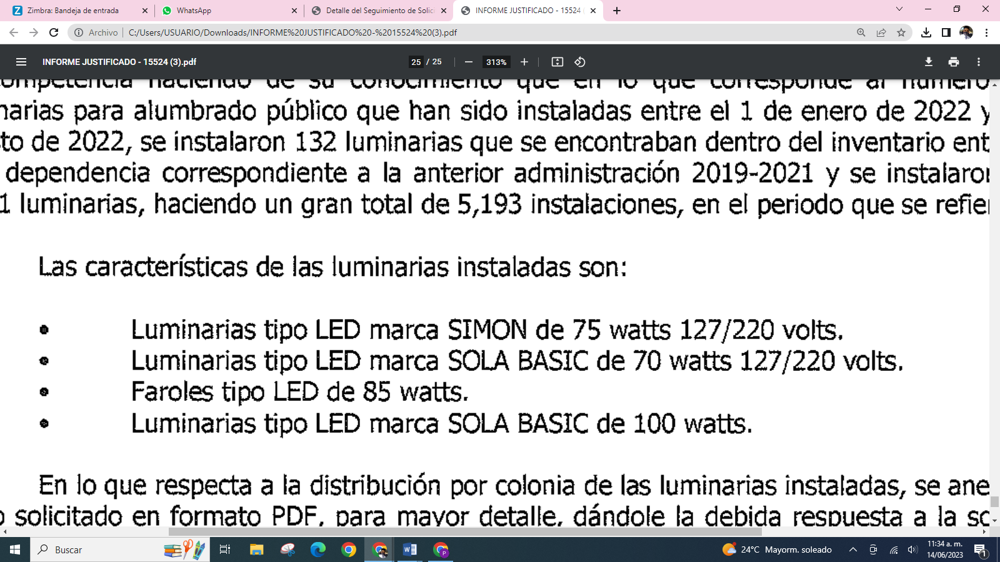 Zimbra: Bandeja de entrada
WhatsApp
Detalle del Seguimiento de Solici
INFORME JUSTIFICADO - 15524 (
Archivo
C:/Users/USUARIO/Downloads/INFORME%20JUSTIFICADO%20-%2015524%20(3).pdf
INFORME JUSTIFICADO - 15524 (3).pdf
25 / 25
313%
ompetencia haciendo de su conocimiento que en lo que corresponde al número
narias para alumbrado público que han sido instaladas entre el 1 de enero de 2022 y
sto de 2022, se instalaron 132 luminarias que se encontraban dentro del inventario ent
dependencia correspondiente a la anterior administración 2019-2021 y se instalaron
1 luminarias, haciendo un gran total de 5,193 instalaciones, en el periodo que se refier
Las características de las luminarias instaladas son:
• Luminarias tipo LED marca SIMON de 75 watts 127/220 volts.
• Luminarias tipo LED marca SOLA BASIC de 70 watts 127/220 volts.
• Faroles tipo LED de 85 watts.
• Luminarias tipo LED marca SOLA BASIC de 100 watts.
En lo que respecta a la distribución por colonia de las luminarias instaladas, se ane
o solicitado en formato PDF, para mayor detalle, dándole la debida respuesta a la so
Buscar
24°C Mayorm. soleado
11:34 a. m.
14/06/2023
1